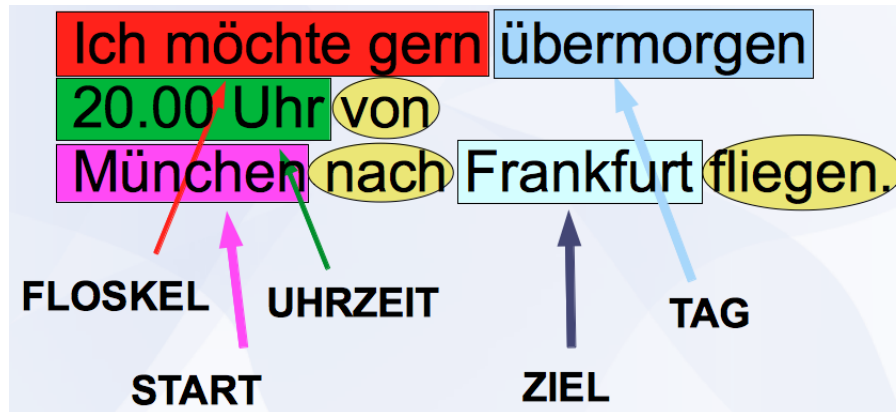 Ich möchte gern übermorgen
20.00 Uhr von
München nach Frankfurt fliegen.
FLOSKEL
UHRZEIT
TAG
START
ZIEL